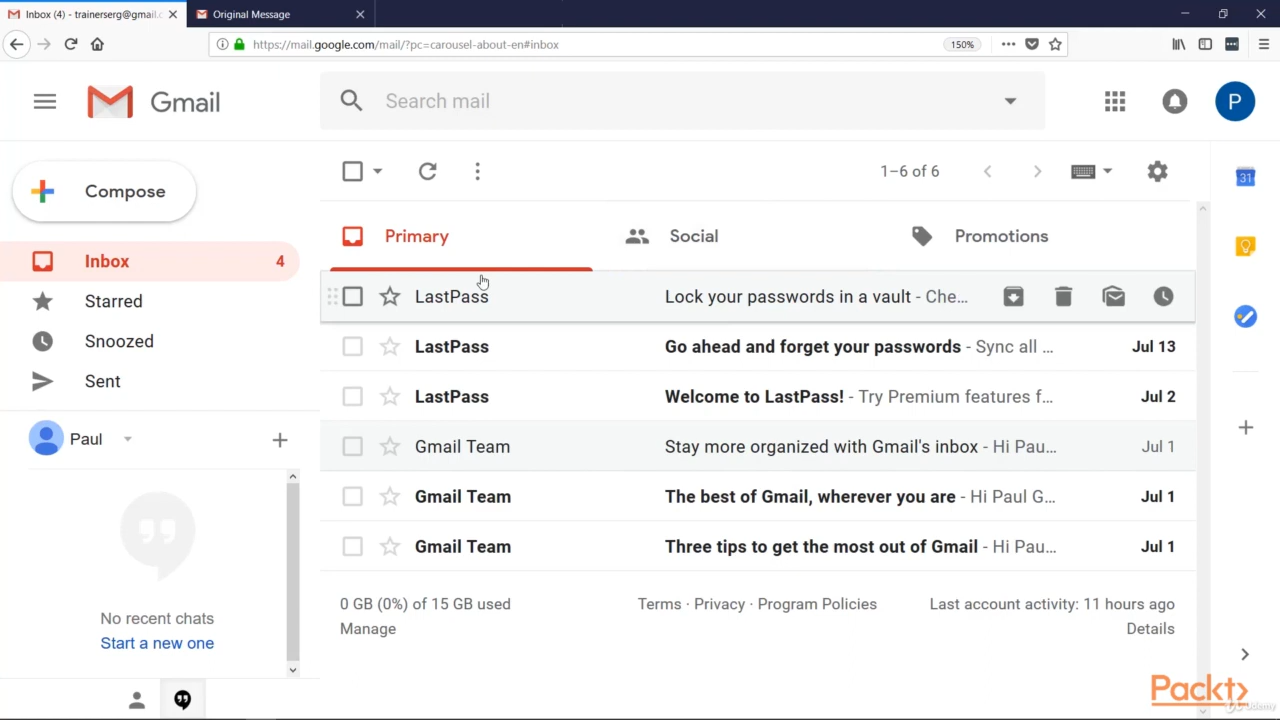 Inbox (4) - trainerserg@gmail.c
Original Message
https://mail.google.com/mail/?pc=carousel-about-en#inbox
150%
Gmail
Search mail
P
Compose
1–6 of 6
31
Primary
Social
Promotions
Inbox 4
Starred
Snoozed
Sent
Paul
LastPass Lock your passwords in a vault - Che...
LastPass Go ahead and forget your passwords - Sync all ... Jul 13
LastPass Welcome to LastPass! - Try Premium features f... Jul 2
Gmail Team Stay more organized with Gmail's inbox - Hi Pau... Jul 1
Gmail Team The best of Gmail, wherever you are - Hi Paul G... Jul 1
Gmail Team Three tips to get the most out of Gmail - Hi Pau... Jul 1
No recent chats
Start a new one
0 GB (0%) of 15 GB used
Manage
Terms · Privacy · Program Policies
Last account activity: 11 hours ago
Details
Packt
Udemy